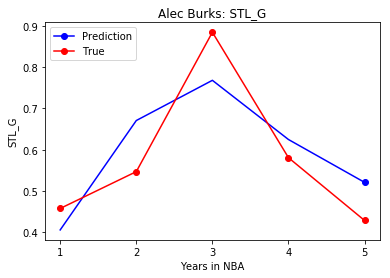 Alec Burks: STL_G
Prediction
True
0.9
0.8
0.7
0.6
0.5
0.4
STL_G
1 2 3 4 5
Years in NBA